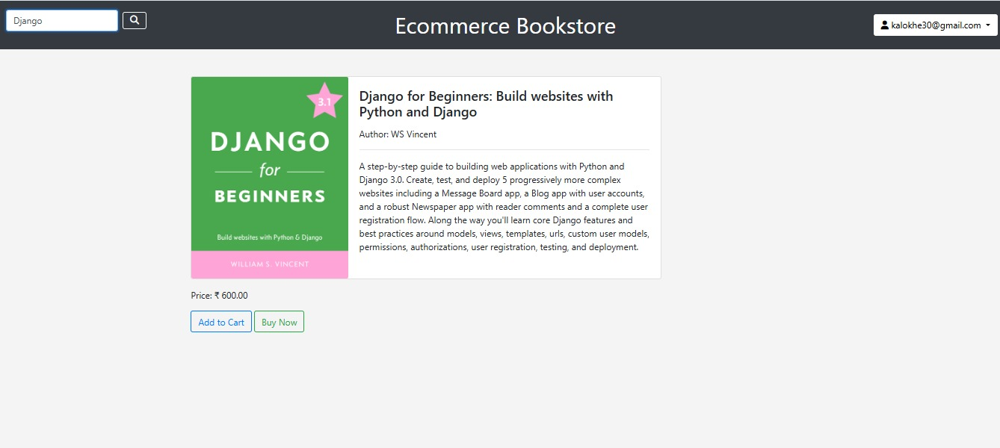 Django
Ecommerce Bookstore
kalokhe30@gmail.com
3.1
DJANGO
for
BEGINNERS
Build websites with Python & Django
WILLIAM S. VINCENT
Django for Beginners: Build websites with
Python and Django
Author: WS Vincent
A step-by-step guide to building web applications with Python and
Django 3.0. Create, test, and deploy 5 progressively more complex
websites including a Message Board app, a Blog app with user accounts,
and a robust Newspaper app with reader comments and a complete user
registration flow. Along the way you'll learn core Django features and
best practices around models, views, templates, urls, custom user models,
permissions, authorizations, user registration, testing, and deployment.
Price: ₹ 600.00
Add to Cart
Buy Now